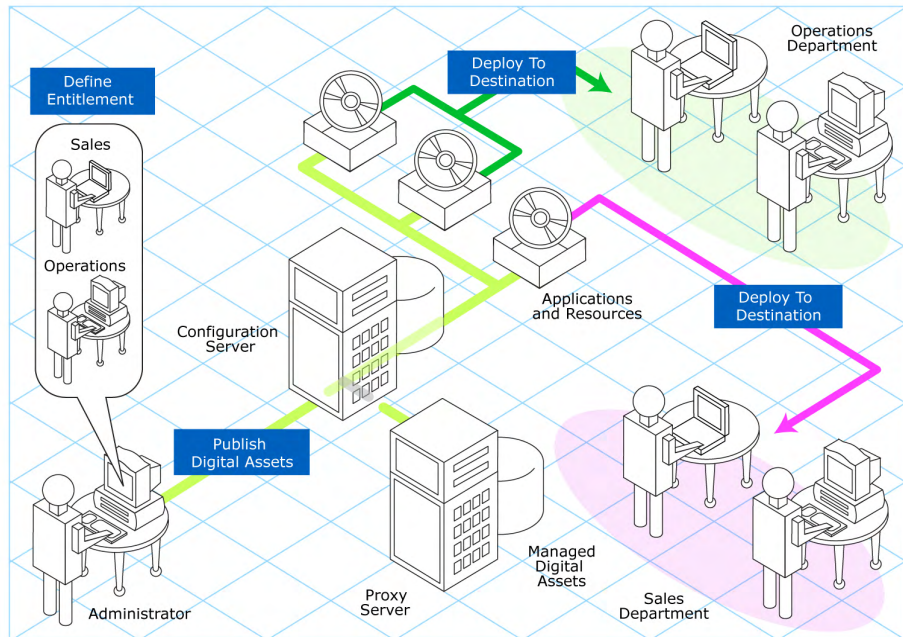 Operations
Department
Deploy To
Destination
Define
Entitlement
Sales
Operations
Applications
and Resources
Deploy To
Destination
Configuration
Server
Publish
Digital Assets
Managed
Digital
Assets
Proxy
Server
Sales
Department
Administrator